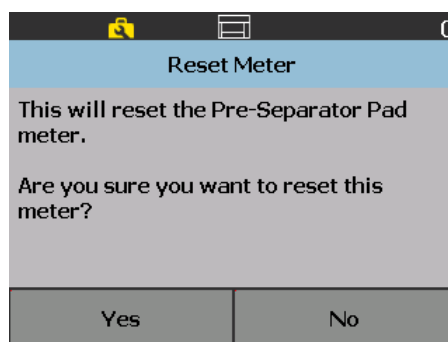 Reset Meter
This will reset the Pre-Separator Pad
meter.
Are you sure you want to reset this
meter?
Yes
No